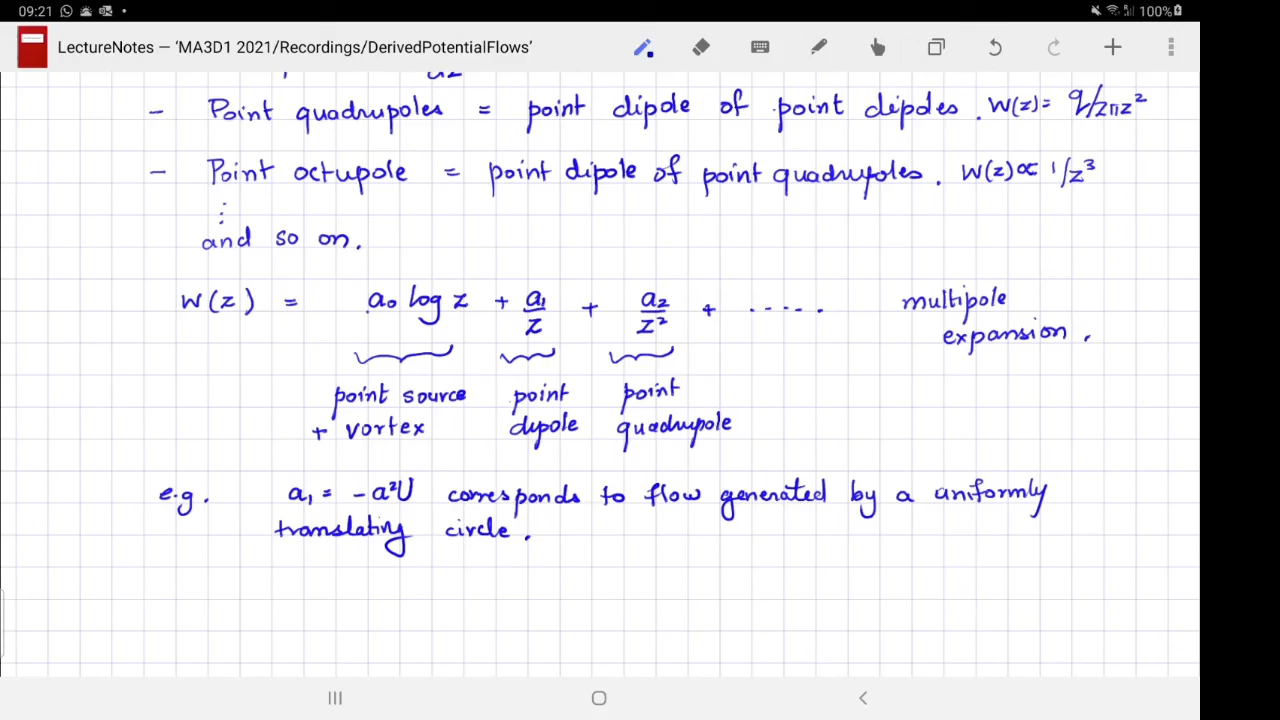 09:21 100%
LectureNotes — ‘MA3D1 2021/Recordings/DerivedPotentialFlows’
- Point quadrupoles = point dipole of point dipoles. W(z) = q/2πz²
- Point octupole = point dipole of point quadrupoles. W(z) ∝ 1/z³
⋮
and so on.
W(z) = a₀ log z + a₁/z + a₂/z² + ..... multipole
expansion.
point source point point
+ vortex dipole quadrupole
e.g. a₁ = -a²U corresponds to flow generated by a uniformly
translating circle.